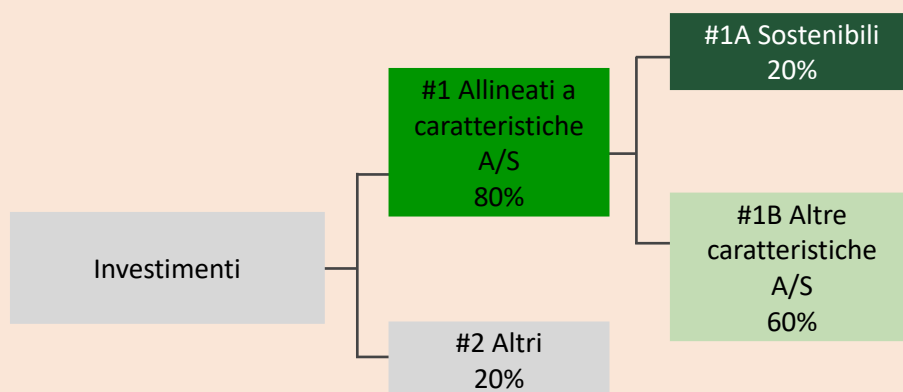 Investimenti
#1 Allineati a
caratteristiche
A/S
80%
#2 Altri
20%
#1A Sostenibili
20%
#1B Altre
caratteristiche
A/S
60%